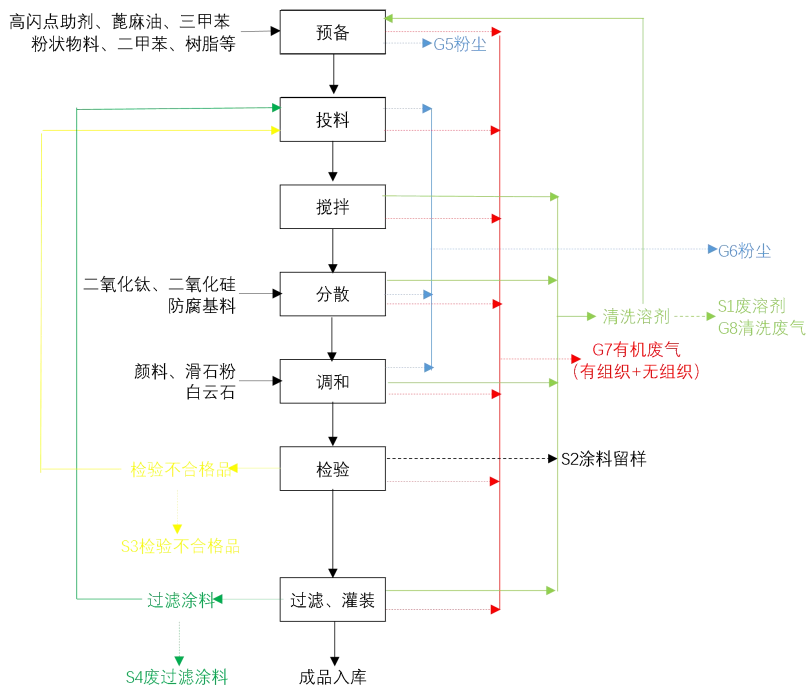 高闪点助剂、蓖麻油、三甲苯
粉状物料、二甲苯、树脂等
预备
G5粉尘
投料
搅拌
G6粉尘
二氧化钛、二氧化硅
防腐基料
分散
清洗溶剂
S1废溶剂
G8清洗废气
G7有机废气
（有组织+无组织）
颜料、滑石粉
白云石
调和
检验不合格品
检验
S2涂料留样
S3检验不合格品
过滤涂料
过滤、灌装
S4废过滤涂料
成品入库